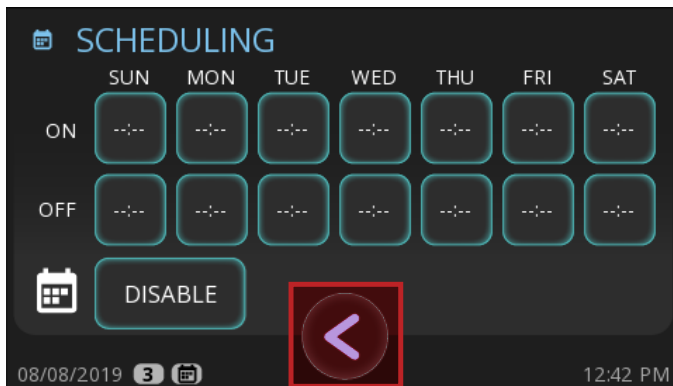 SCHEDULING
SUN MON TUE WED THU FRI SAT
ON --:-- --:-- --:-- --:-- --:-- --:-- --:--
OFF --:-- --:-- --:-- --:-- --:-- --:-- --:--
DISABLE
08/08/2019 3 12:42 PM